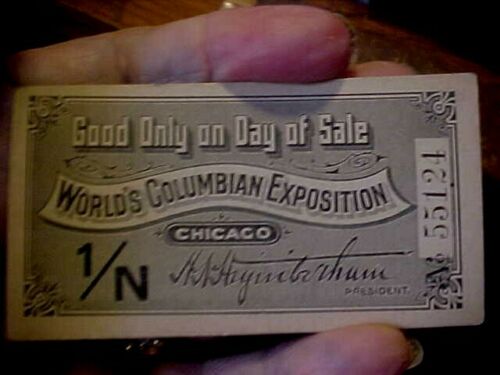 Good Only on Day of Sale
WORLD'S COLUMBIAN EXPOSITION
CHICAGO
1/N
H.N. Higinbotham
PRESIDENT.
No 55124